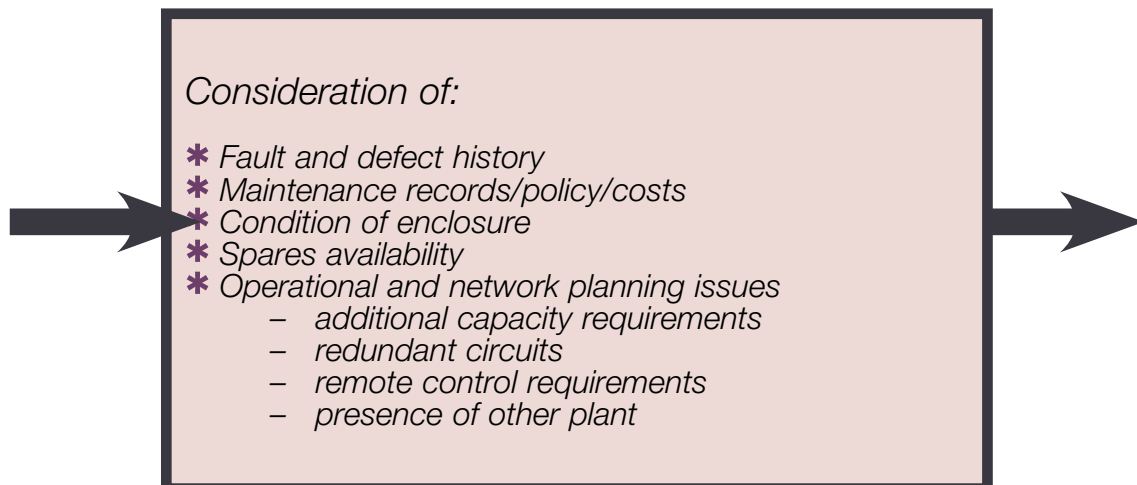 Consideration of:
✱ Fault and defect history
✱ Maintenance records/policy/costs
✱ Condition of enclosure
✱ Spares availability
✱ Operational and network planning issues
– additional capacity requirements
– redundant circuits
– remote control requirements
– presence of other plant